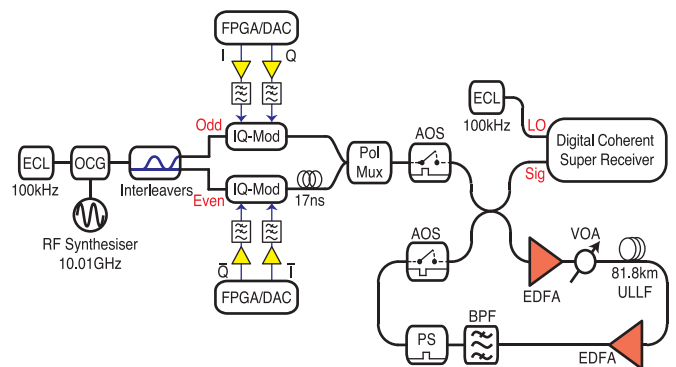 FPGA/DAC
I
Q
Odd
IQ-Mod
ECL
100kHz
OCG
Interleavers
RF Synthesiser
10.01GHz
Even
IQ-Mod
17ns
Q̅
I̅
FPGA/DAC
Pol
Mux
AOS
ECL
100kHz
LO
Sig
Digital Coherent
Super Receiver
AOS
EDFA
VOA
81.8km
ULLF
PS
BPF
EDFA